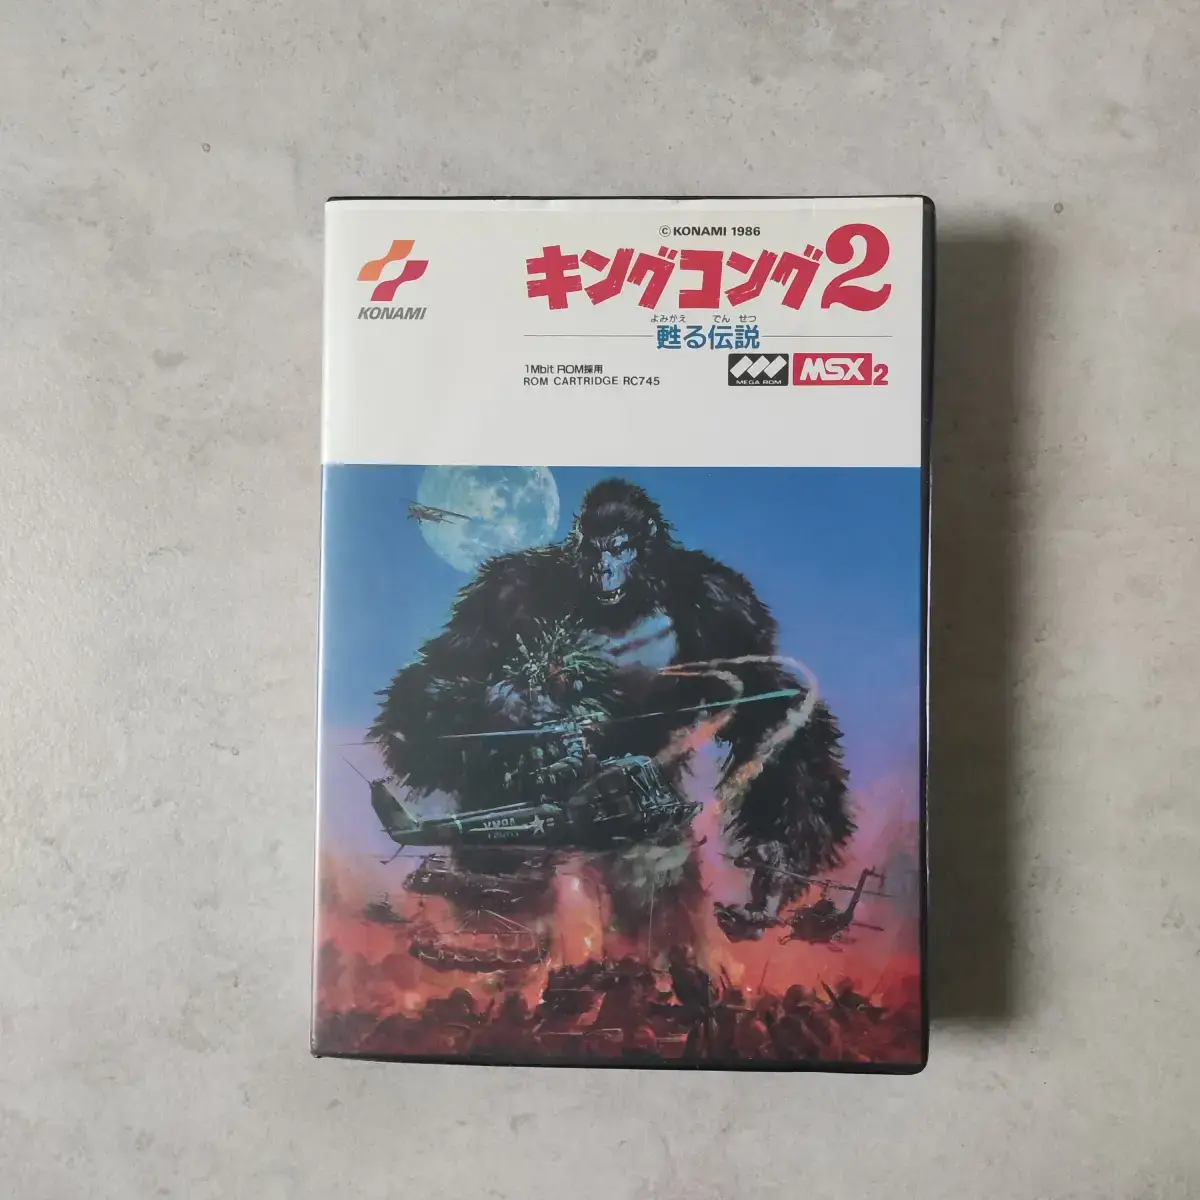 © KONAMI 1986
キングコング2
KONAMI
よみがえ でん せつ
甦る伝説
1Mbit ROM採用
ROM CARTRIDGE RC745
MEGA ROM
MSX2